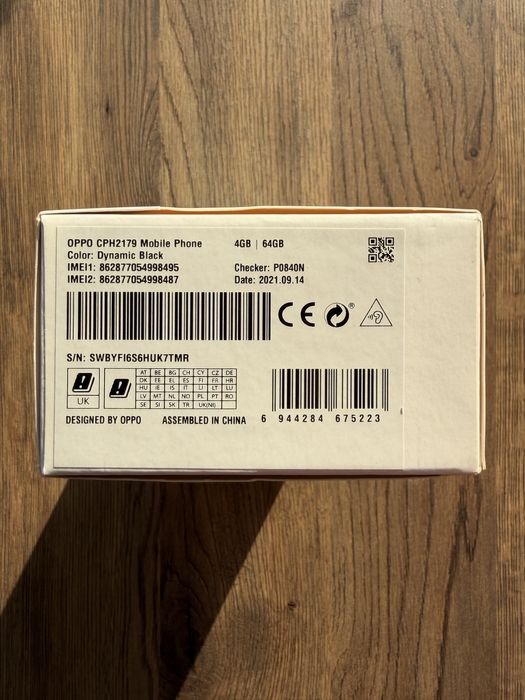 OPPO CPH2179 Mobile Phone 4GB | 64GB
Color: Dynamic Black
IMEI1: 862877054998495 Checker: P0840N
IMEI2: 862877054998487 Date: 2021.09.14
CE
S/N: SWBYFI6S6HUK7TMR
UK
AT BE BG CH CY CZ DE
DK EE EL ES FI FR HR
HU IE IS IT LI LT LU
LV MT NL NO PL PT RO
SE SI SK TR UK(NI)
DESIGNED BY OPPO ASSEMBLED IN CHINA
6 944284 675223